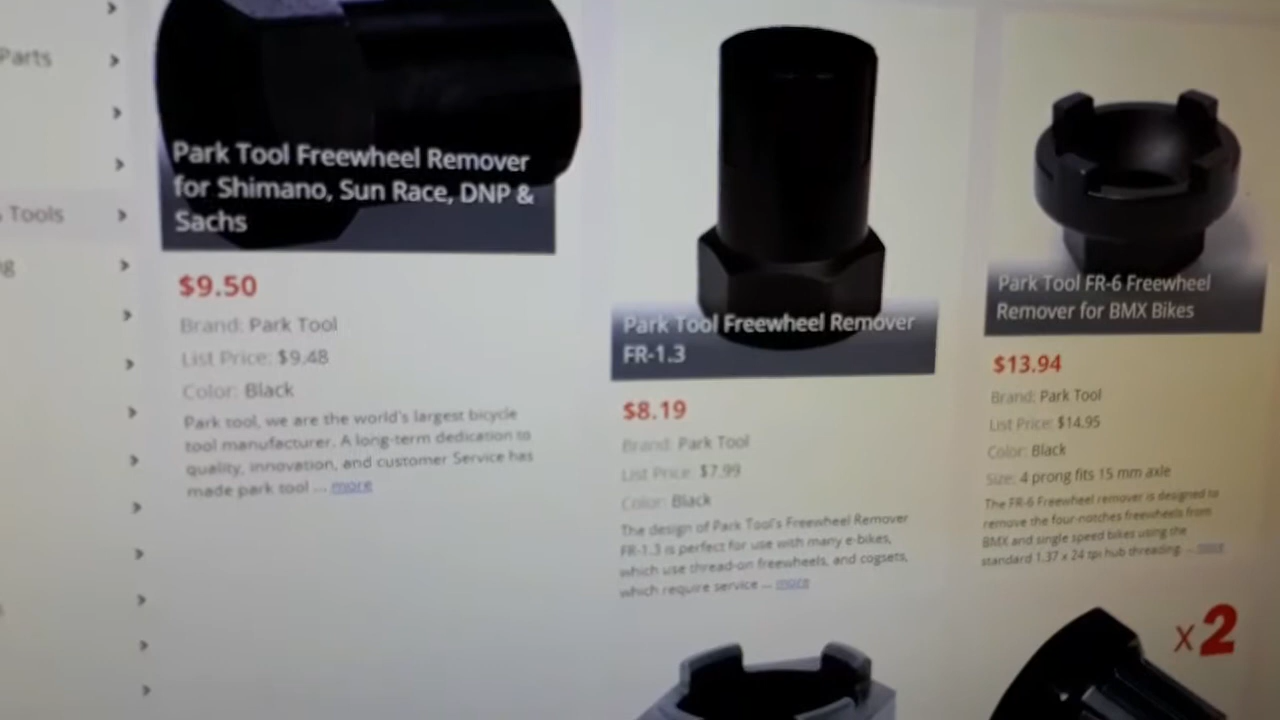 Parts
Tools
g
Park Tool Freewheel Remover
for Shimano, Sun Race, DNP &
Sachs
$9.50
Brand: Park Tool
List Price: $9.48
Color: Black
Park tool, we are the world's largest bicycle
tool manufacturer. A long-term dedication to
quality, innovation, and customer Service has
made park tool ... more
Park Tool Freewheel Remover
FR-1.3
$8.19
Brand: Park Tool
List Price: $7.99
Color: Black
The design of Park Tool's Freewheel Remover
FR-1.3 is perfect for use with many e-bikes,
which use thread-on freewheels, and cogsets,
which require service ... more
Park Tool FR-6 Freewheel
Remover for BMX Bikes
$13.94
Brand: Park Tool
List Price: $14.95
Color: Black
Size: 4 prong fits 15 mm axle
The FR-6 Freewheel remover is designed to
remove the four-notches freewheels from
BMX and single speed bikes using the
standard 1.37 x 24 tpi hub threading. ... more
x2